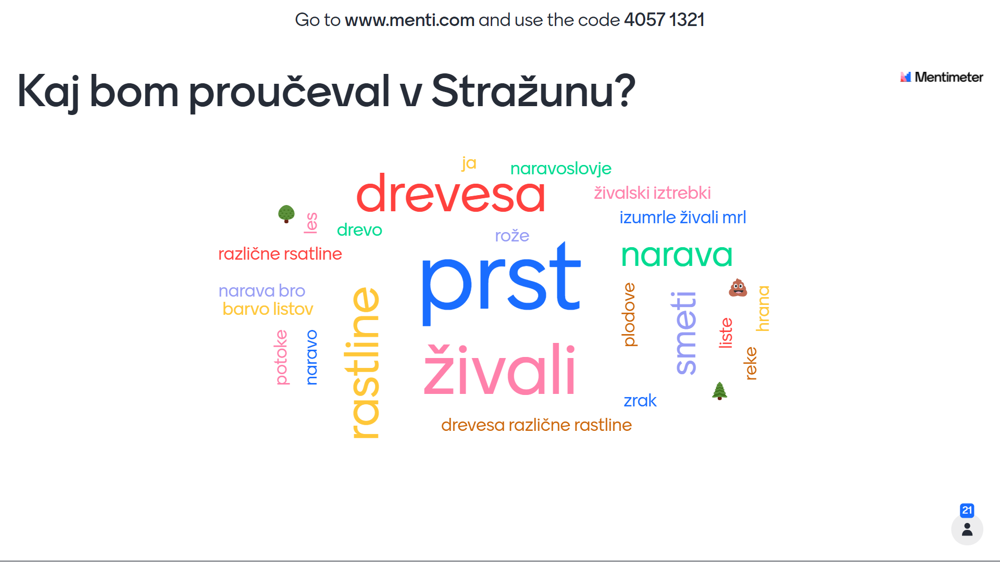 Go to www.menti.com and use the code 4057 1321
Kaj bom proučeval v Stražunu?
Mentimeter
ja
naravoslovje
drevesa
živalski iztrebki
izumrle živali mrl
les
drevo
rože
različne rsatline
prst
narava
narava bro
barvo listov
rastline
plodove
smeti
hrana
liste
potoke
naravo
živali
reke
zrak
drevesa različne rastline
21